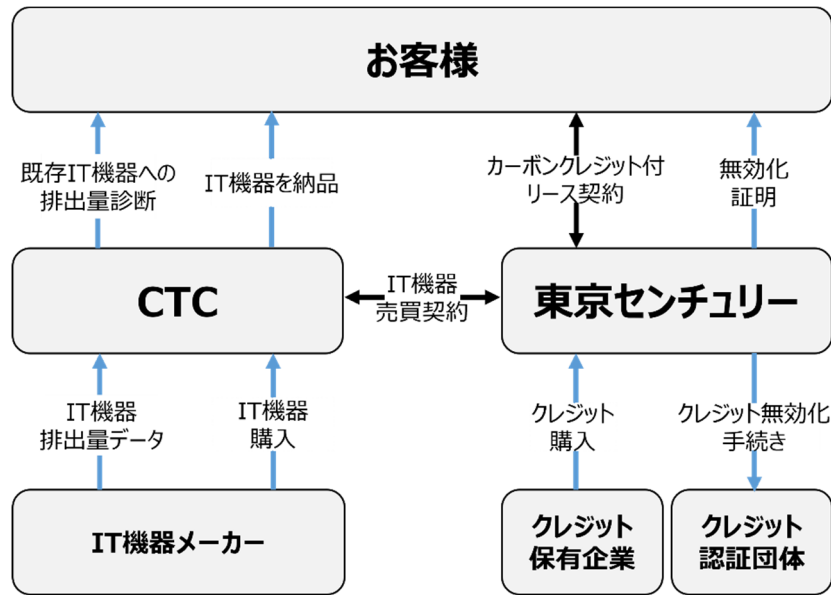 お客様
既存IT機器への
排出量診断
IT機器を納品
カーボンクレジット付
リース契約
無効化
証明
CTC
IT機器
売買契約
東京センチュリー
IT機器
排出量データ
IT機器
購入
クレジット
購入
クレジット無効化
手続き
IT機器メーカー
クレジット
保有企業
クレジット
認証団体